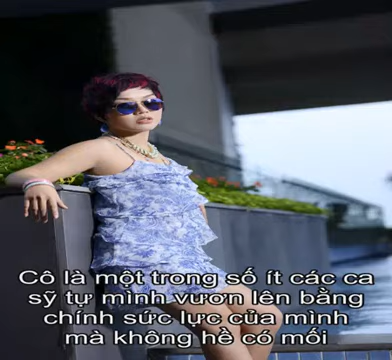 Cô là một trong số ít các ca
sỹ tự mình vươn lên bằng
chính sức lực của mình
mà không hề có mối